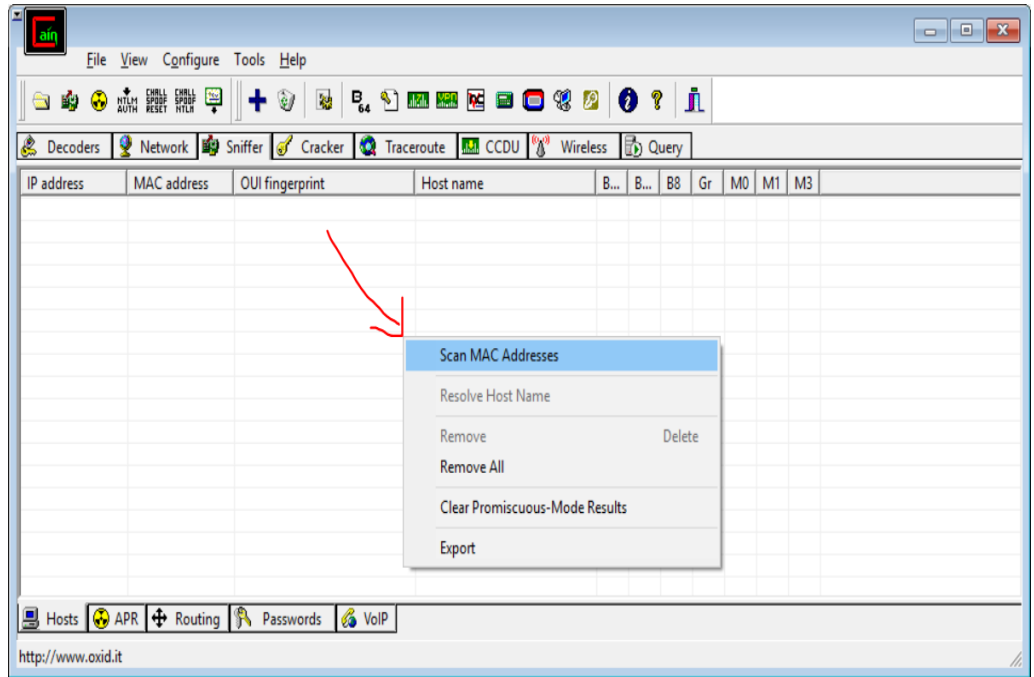 Cain
File View Configure Tools Help
NTLM AUTH CHALL SPOOF RESET CHALL SPOOF NTLM B 64
Decoders Network Sniffer Cracker Traceroute CCDU Wireless Query
IP address MAC address OUI fingerprint Host name B... B... B8 Gr M0 M1 M3
Scan MAC Addresses
Resolve Host Name
Remove Delete
Remove All
Clear Promiscuous-Mode Results
Export
Hosts APR Routing Passwords VoIP
http://www.oxid.it